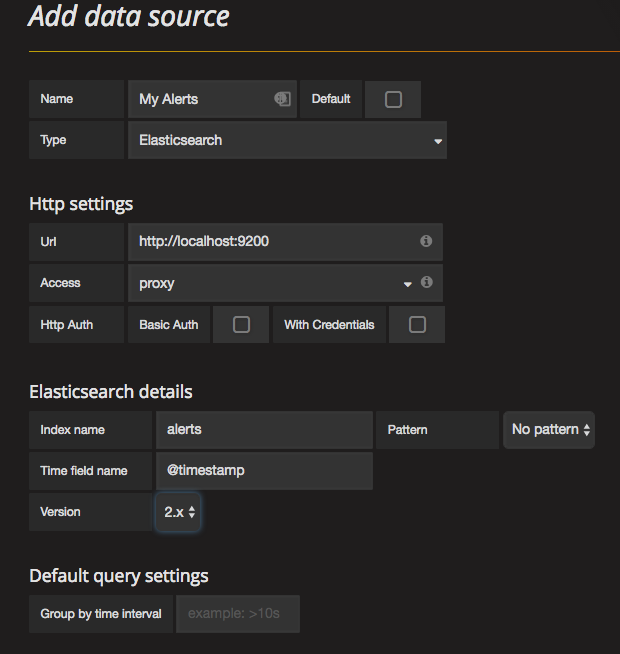 Add data source
Name My Alerts Default
Type Elasticsearch
Http settings
Url http://localhost:9200
Access proxy
Http Auth Basic Auth With Credentials
Elasticsearch details
Index name alerts Pattern No pattern
Time field name @timestamp
Version 2.x
Default query settings
Group by time interval example: >10s